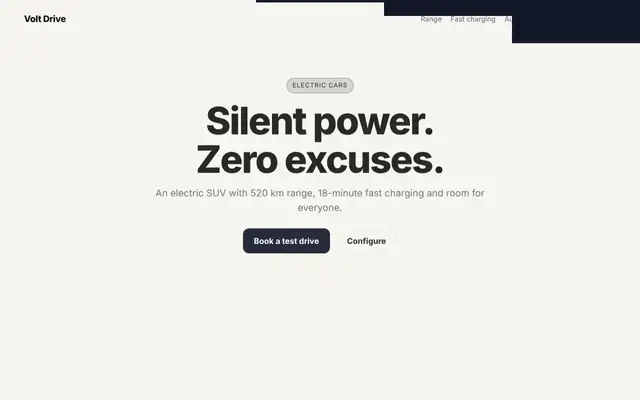 Volt Drive
Range Fast charging
ELECTRIC CARS
Silent power.
Zero excuses.
An electric SUV with 520 km range, 18-minute fast charging and room for
everyone.
Book a test drive Configure